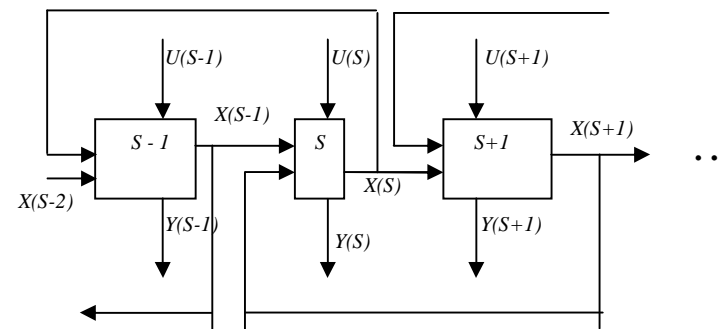 U(S-1)
U(S)
U(S+1)
X(S-1)
X(S+1)
S - 1
S
S+1
. .
X(S-2)
X(S)
Y(S-1)
Y(S)
Y(S+1)